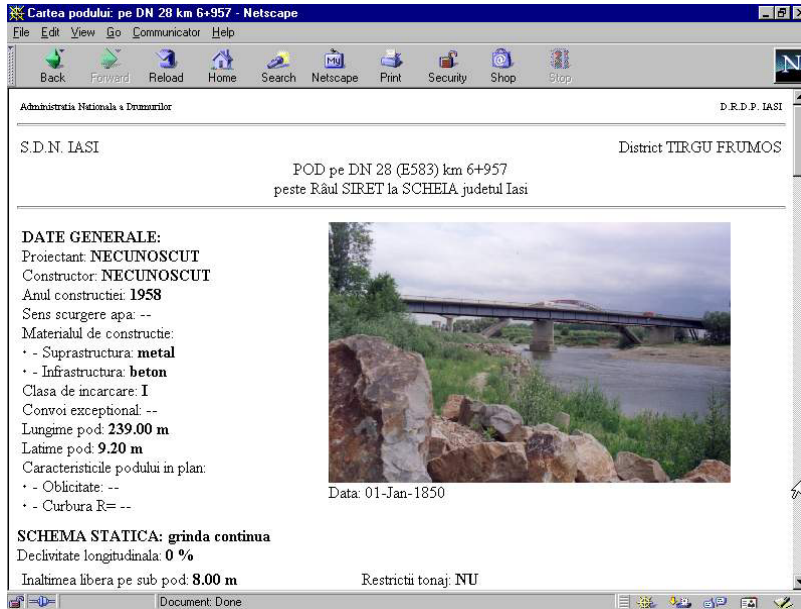 Cartea podului: pe DN 28 km 6+957 - Netscape
File Edit View Go Communicator Help
Back Forward Reload Home Search Netscape Print Security Shop Stop
My
N
Administratia Nationala a Drumurilor D.R.D.P. IASI
S.D.N. IASI District TIRGU FRUMOS
POD pe DN 28 (E583) km 6+957
peste Râul SIRET la SCHEIA judetul Iasi
DATE GENERALE:
Proiectant: NECUNOSCUT
Constructor: NECUNOSCUT
Anul constructiei: 1958
Sens scurgere apa: --
Materialul de constructie:
· - Suprastructura: metal
· - Infrastructura: beton
Clasa de incarcare: I
Convoi exceptional: --
Lungime pod: 239.00 m
Latime pod: 9.20 m
Caracteristicile podului in plan:
· - Oblicitate: --
· - Curbura R= --
Data: 01-Jan-1850
SCHEMA STATICA: grinda continua
Declivitate longitudinala: 0 %
Inaltimea libera pe sub pod: 8.00 m Restrictii tonaj: NU
Document: Done